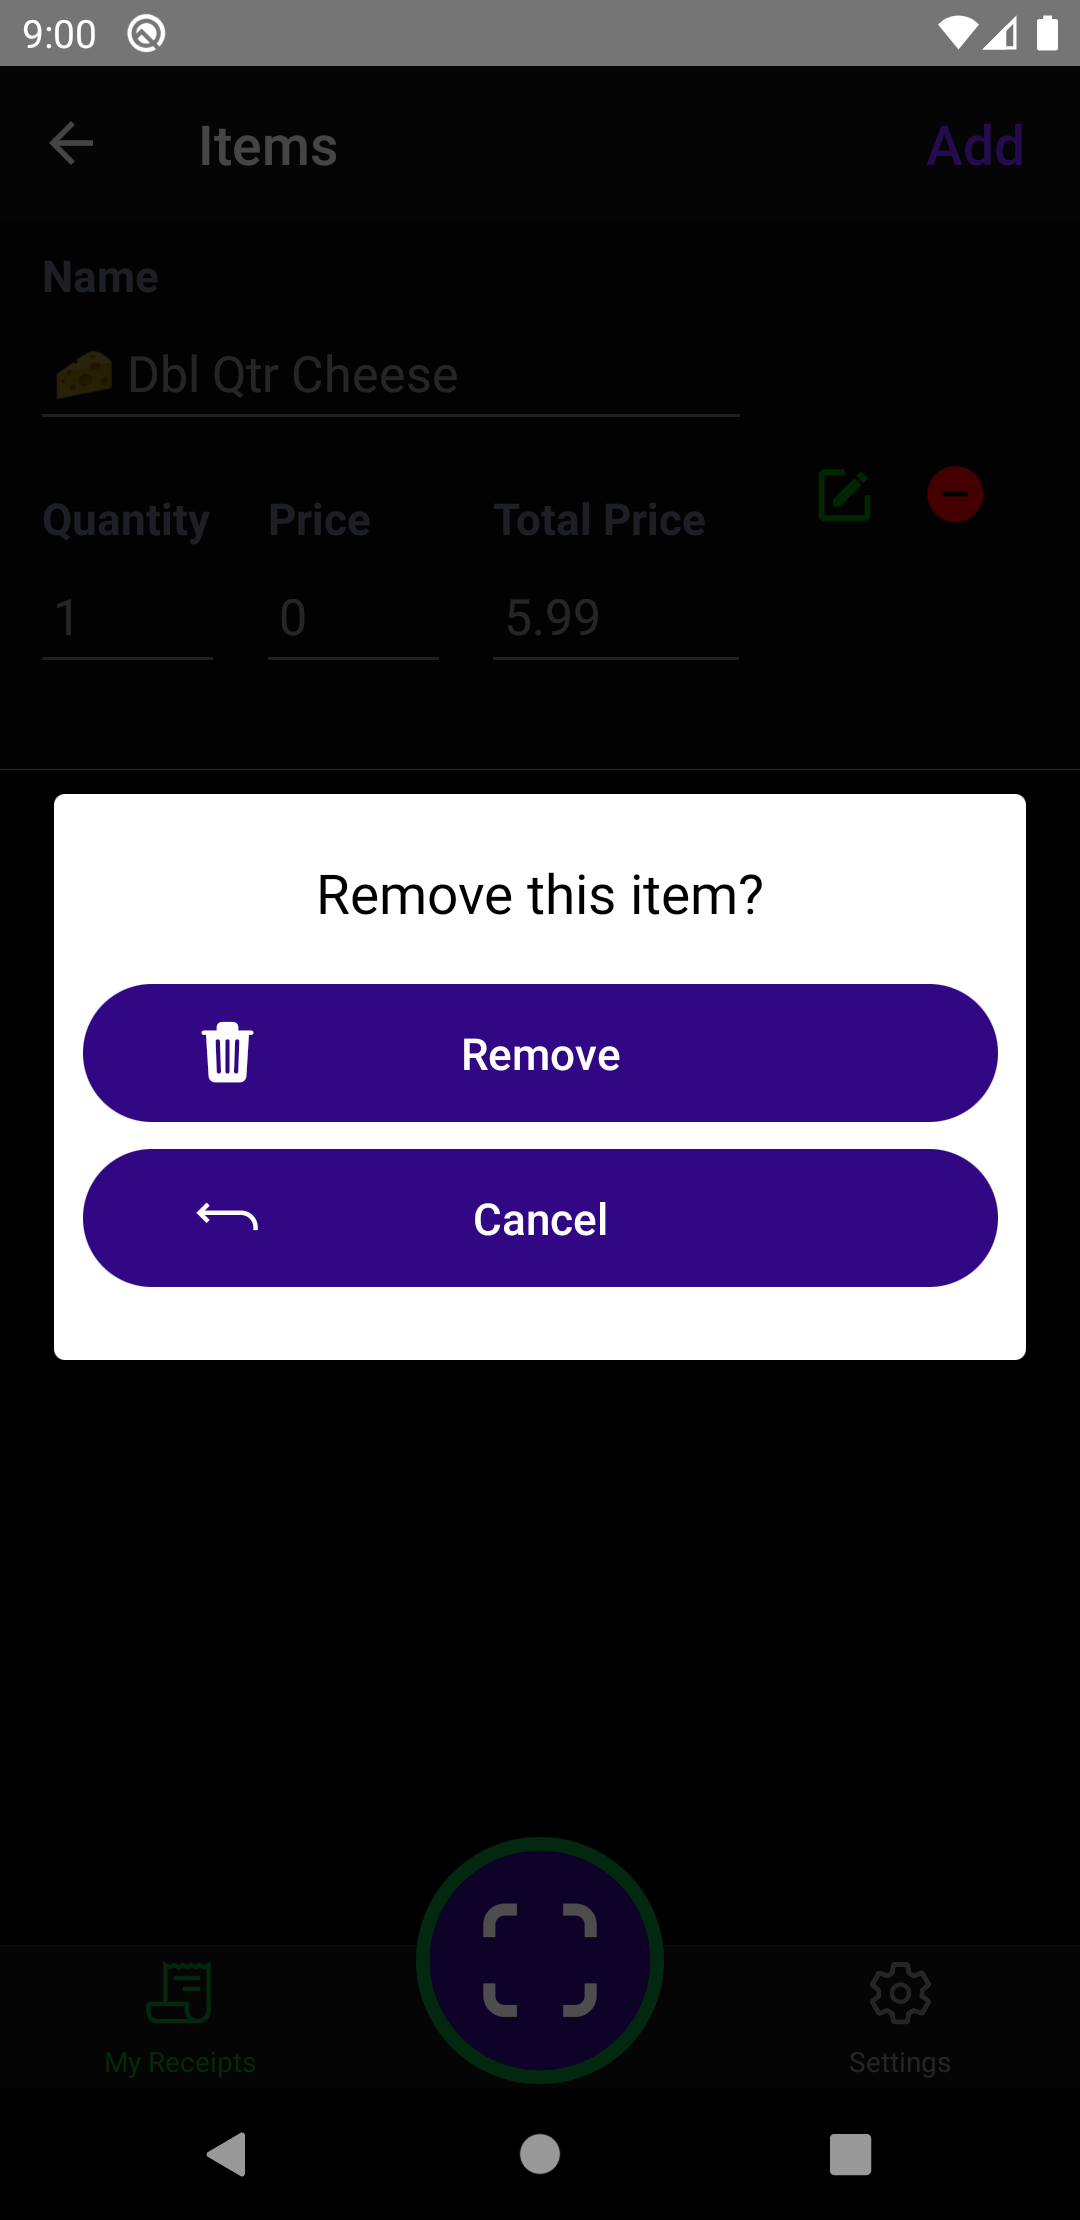 9:00
Items
Add
Name
🧀 Dbl Qtr Cheese
Quantity Price Total Price
1 0 5.99
Remove this item?
Remove
Cancel
My Receipts
Settings